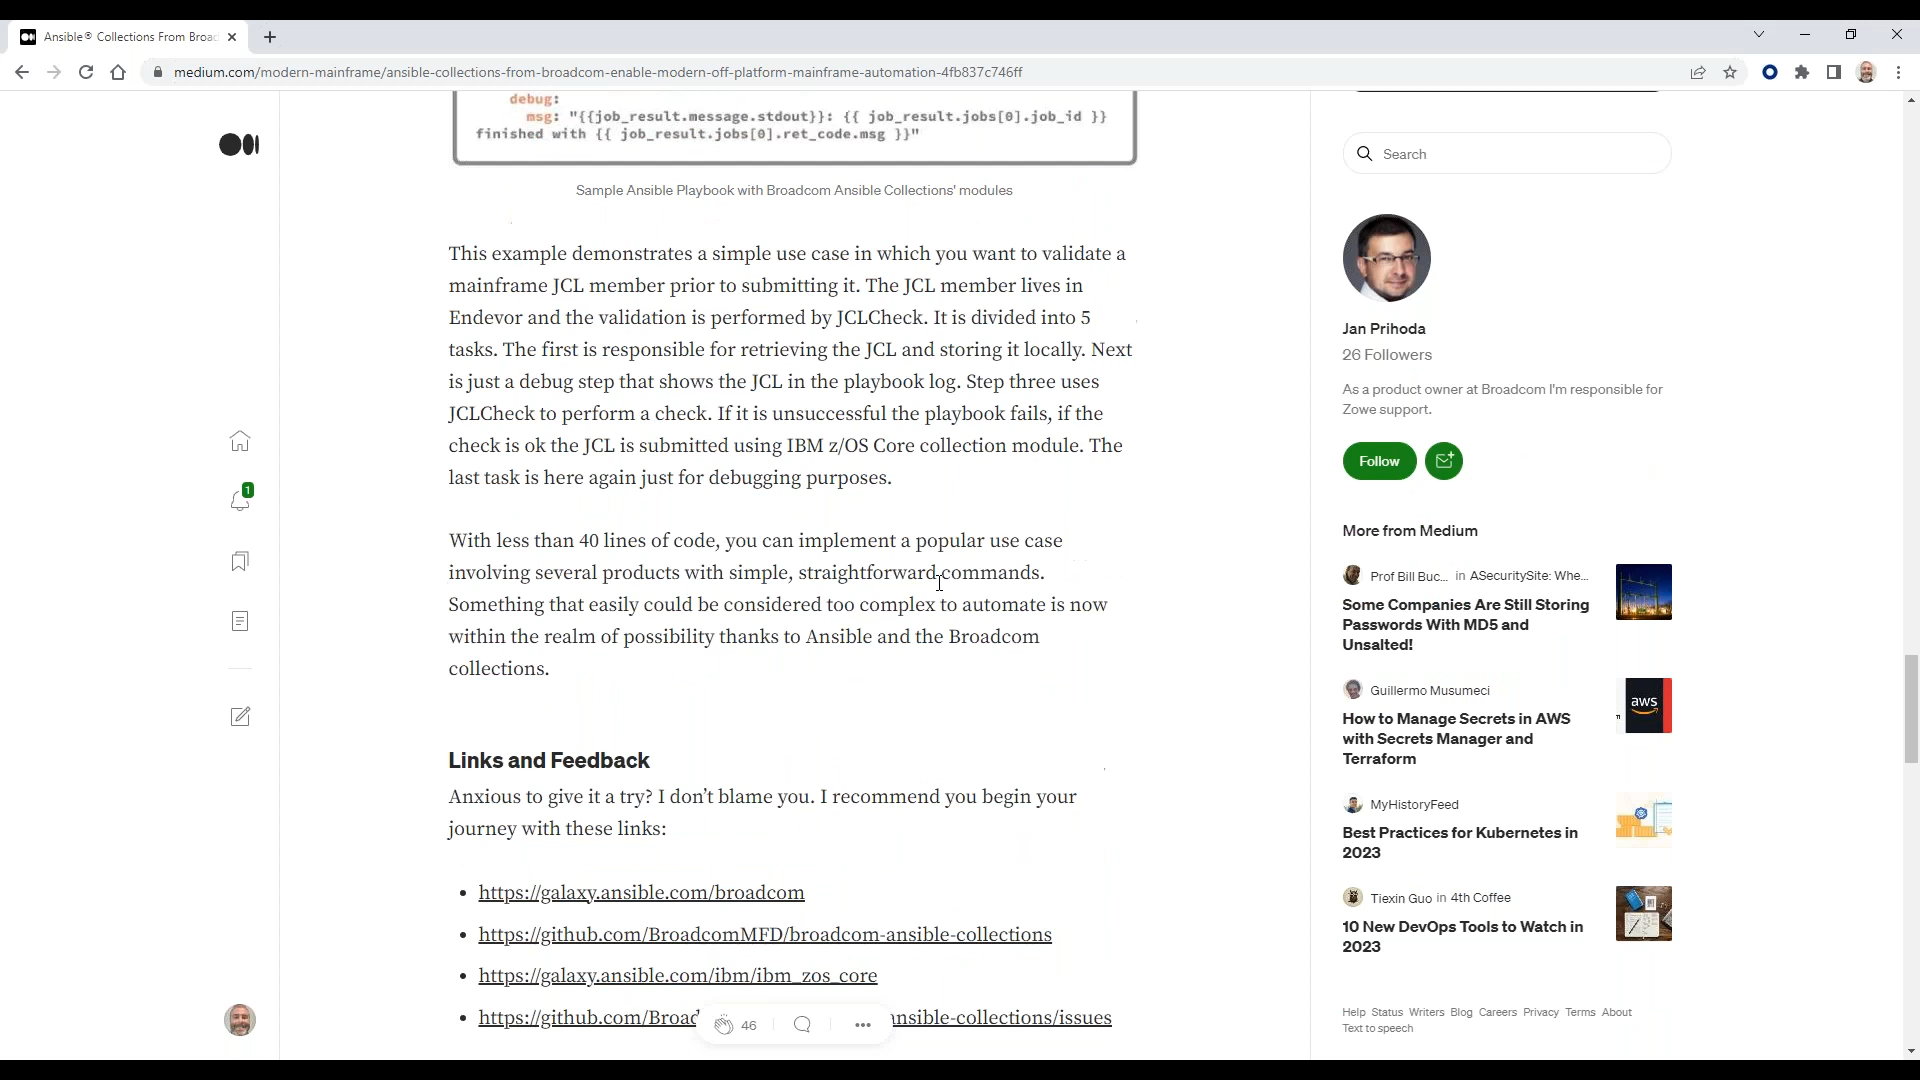 Ansible® Collections From Broad
medium.com/modern-mainframe/ansible-collections-from-broadcom-enable-modern-off-platform-mainframe-automation-4fb837c746ff
debug:
msg: "{{job_result.message.stdout}}: {{ job_result.jobs[0].job_id }}
finished with {{ job_result.jobs[0].ret_code.msg }}"
Sample Ansible Playbook with Broadcom Ansible Collections' modules
This example demonstrates a simple use case in which you want to validate a
mainframe JCL member prior to submitting it. The JCL member lives in
Endevor and the validation is performed by JCLCheck. It is divided into 5
tasks. The first is responsible for retrieving the JCL and storing it locally. Next
is just a debug step that shows the JCL in the playbook log. Step three uses
JCLCheck to perform a check. If it is unsuccessful the playbook fails, if the
check is ok the JCL is submitted using IBM z/OS Core collection module. The
last task is here again just for debugging purposes.
With less than 40 lines of code, you can implement a popular use case
involving several products with simple, straightforward commands.
Something that easily could be considered too complex to automate is now
within the realm of possibility thanks to Ansible and the Broadcom
collections.
Links and Feedback
Anxious to give it a try? I don't blame you. I recommend you begin your
journey with these links:
https://galaxy.ansible.com/broadcom
https://github.com/BroadcomMFD/broadcom-ansible-collections
https://galaxy.ansible.com/ibm/ibm_zos_core
https://github.com/Broad ansible-collections/issues
46
1
Search
Jan Prihoda
26 Followers
As a product owner at Broadcom I'm responsible for
Zowe support.
Follow
More from Medium
Prof Bill Buc... in ASecuritySite: Whe...
Some Companies Are Still Storing
Passwords With MD5 and
Unsalted!
Guillermo Musumeci
How to Manage Secrets in AWS
with Secrets Manager and
Terraform
aws
MyHistoryFeed
Best Practices for Kubernetes in
2023
Tiexin Guo in 4th Coffee
10 New DevOps Tools to Watch in
2023
Help Status Writers Blog Careers Privacy Terms About
Text to speech